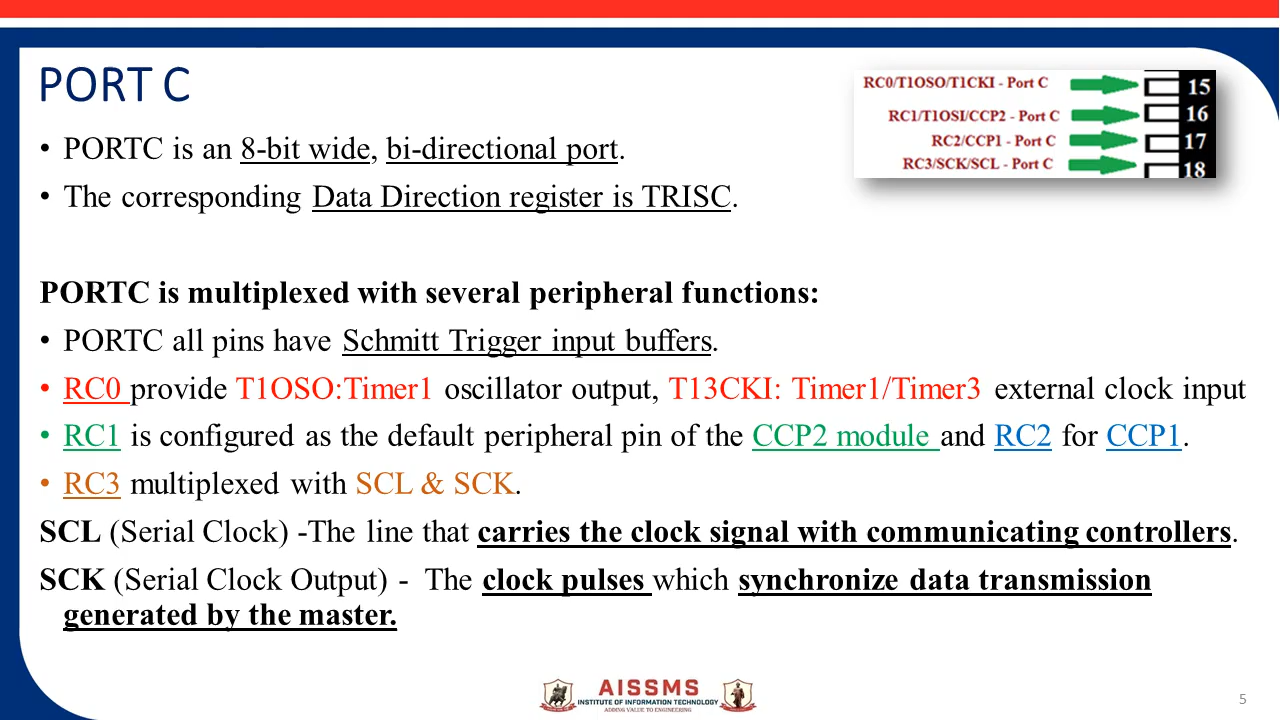 PORT C
RC0/T1OSO/T1CKI - Port C 15
RC1/T1OSI/CCP2 - Port C 16
RC2/CCP1 - Port C 17
RC3/SCK/SCL - Port C 18
• PORTC is an 8-bit wide, bi-directional port.
• The corresponding Data Direction register is TRISC.
PORTC is multiplexed with several peripheral functions:
• PORTC all pins have Schmitt Trigger input buffers.
• RC0 provide T1OSO:Timer1 oscillator output, T13CKI: Timer1/Timer3 external clock input
• RC1 is configured as the default peripheral pin of the CCP2 module and RC2 for CCP1.
• RC3 multiplexed with SCL & SCK.
SCL (Serial Clock) -The line that carries the clock signal with communicating controllers.
SCK (Serial Clock Output) - The clock pulses which synchronize data transmission
generated by the master.
AISSMS
INSTITUTE OF INFORMATION TECHNOLOGY
ADDING VALUE TO ENGINEERING
5